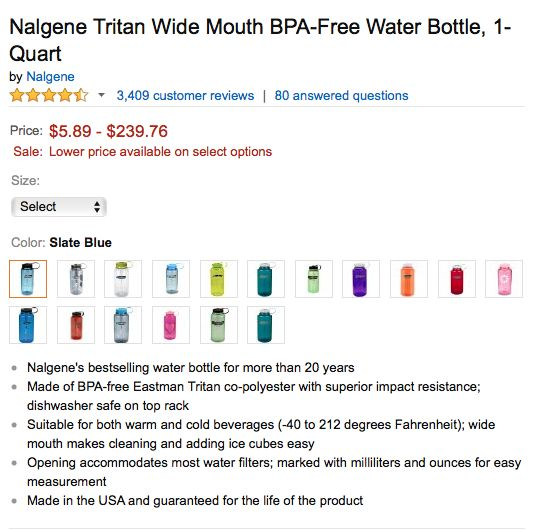 Nalgene Tritan Wide Mouth BPA-Free Water Bottle, 1-
Quart
by Nalgene
3,409 customer reviews | 80 answered questions
Price: $5.89 - $239.76
Sale: Lower price available on select options
Size:
Select
Color: Slate Blue
Nalgene's bestselling water bottle for more than 20 years
Made of BPA-free Eastman Tritan co-polyester with superior impact resistance;
dishwasher safe on top rack
Suitable for both warm and cold beverages (-40 to 212 degrees Fahrenheit); wide
mouth makes cleaning and adding ice cubes easy
Opening accommodates most water filters; marked with milliliters and ounces for easy
measurement
Made in the USA and guaranteed for the life of the product